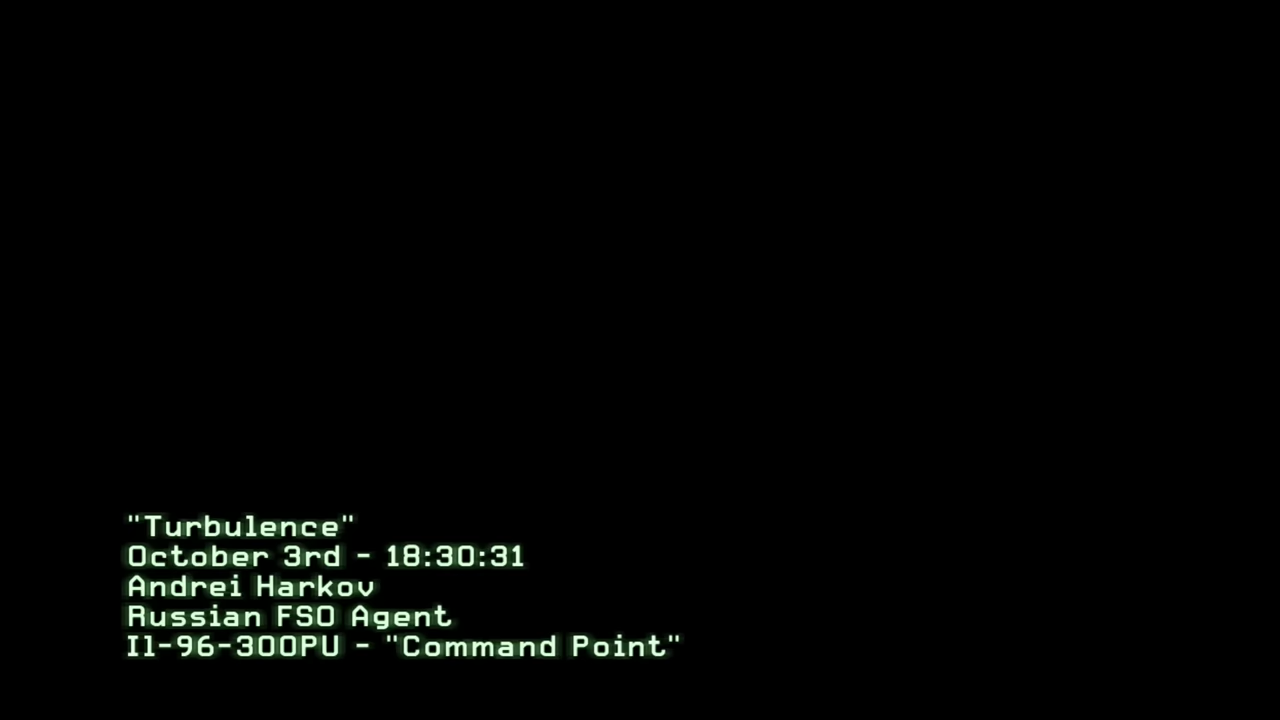 "Turbulence"
October 3rd - 18:30:31
Andrei Harkov
Russian FSO Agent
Il-96-300PU - "Command Point"